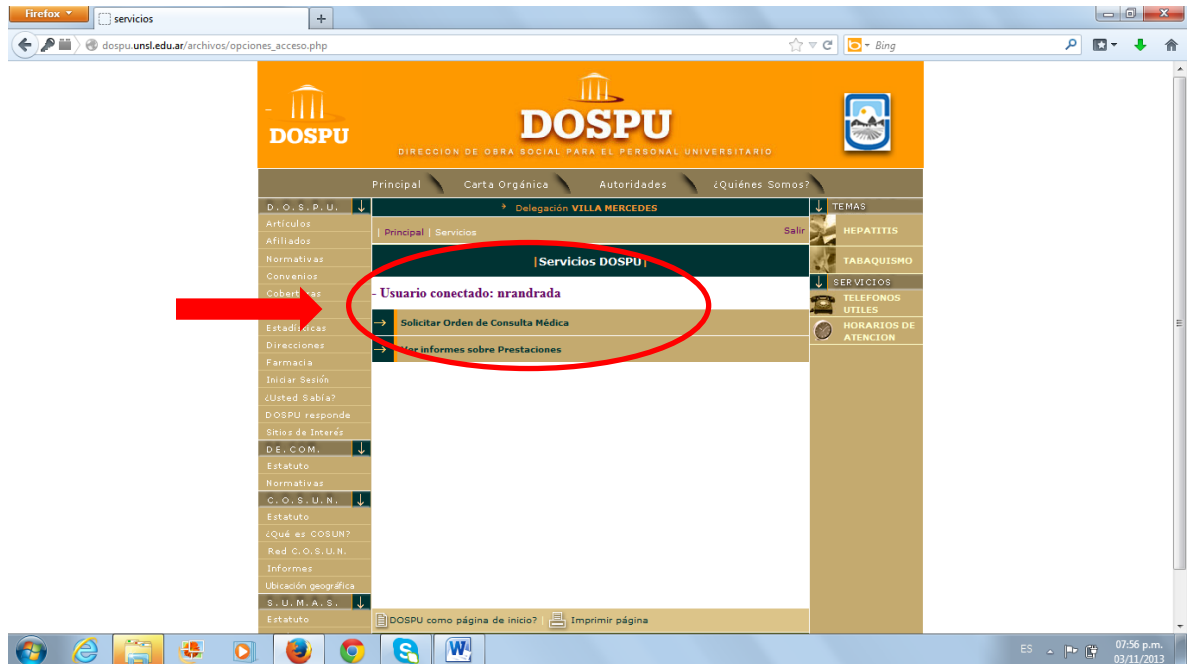 Firefox
servicios
dospu.unsl.edu.ar/archivos/opciones_acceso.php
Bing
DOSPU
DOSPU
DIRECCION DE OBRA SOCIAL PARA EL PERSONAL UNIVERSITARIO
Principal
Carta Orgánica
Autoridades
¿Quiénes Somos?
D.O.S.P.U.
Artículos
Afiliados
Normativas
Convenios
Estadísticas
Direcciones
Farmacia
Iniciar Sesión
¿Usted Sabía?
DOSPU responde
Sitios de Interés
DE.COM.
Estatuto
Normativas
C.O.S.U.N.
Estatuto
¿Qué es COSUN?
Red C.O.S.U.N.
Informes
Ubicación geográfica
S.U.M.A.S.
Estatuto
Delegación VILLA MERCEDES
| Principal | Servicios
Salir
|Servicios DOSPU|
- Usuario conectado: nrandrada
Solicitar Orden de Consulta Médica
Ver informes sobre Prestaciones
DOSPU como página de inicio? | Imprimir página
TEMAS
HEPATITIS
TABAQUISMO
SERVICIOS
TELEFONOS
UTILES
HORARIOS DE
ATENCION
ES
07:56 p.m.
03/11/2013